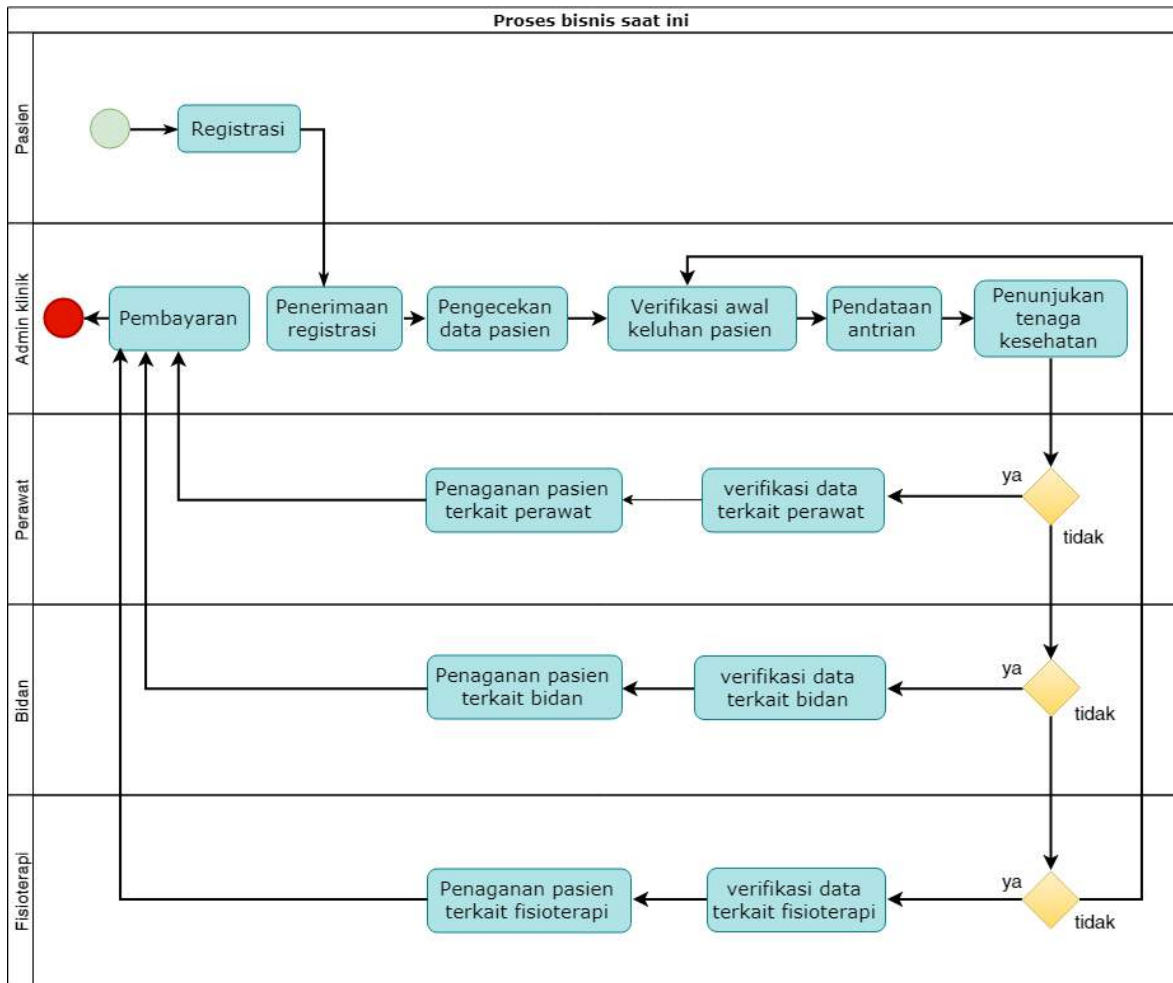 Proses bisnis saat ini
Pasien
Registrasi
Admin klinik
Pembayaran
Penerimaan
registrasi
Pengecekan
data pasien
Verifikasi awal
keluhan pasien
Pendataan
antrian
Penunjukan
tenaga
kesehatan
Perawat
Penaganan pasien
terkait perawat
verifikasi data
terkait perawat
ya
tidak
Bidan
Penaganan pasien
terkait bidan
verifikasi data
terkait bidan
ya
tidak
Fisioterapi
Penaganan pasien
terkait fisioterapi
verifikasi data
terkait fisioterapi
ya
tidak